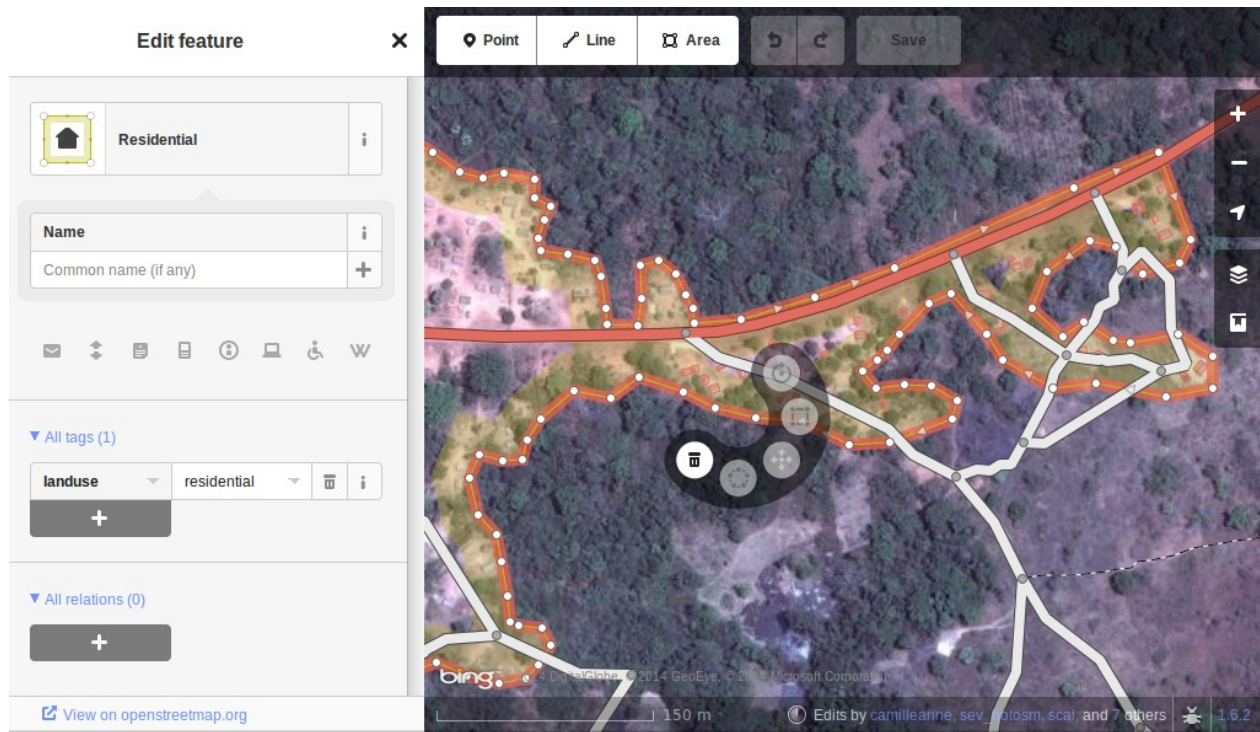 Edit feature
Point
Line
Area
Save
Residential
Name
Common name (if any)
All tags (1)
landuse
residential
All relations (0)
View on openstreetmap.org
bing
2014 DigitalGlobe, © 2014 GeoEye, © 2014 Microsoft Corporation
150 m
Edits by camilleanne, sev_hotosm, scai, and 7 others
1.6.2